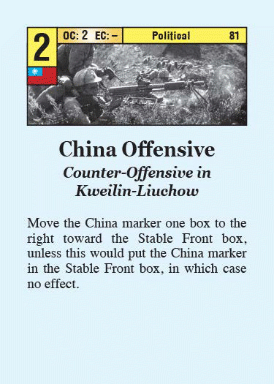 2
OC: 2 EC: –
Political
81
China Offensive
Counter-Offensive in
Kweilin-Liuchow
Move the China marker one box to the
right toward the Stable Front box,
unless this would put the China marker
in the Stable Front box, in which case
no effect.